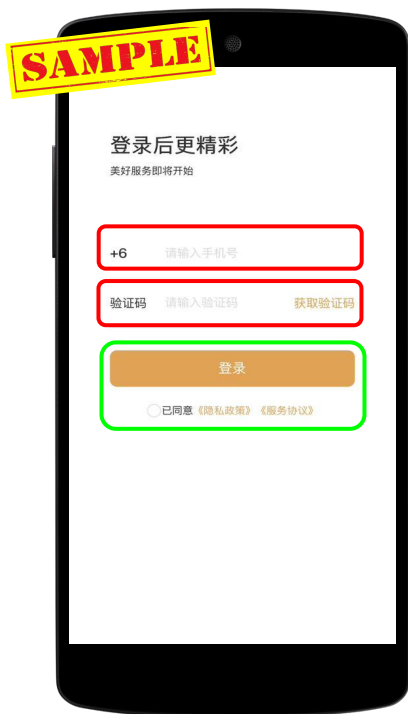 SAMPLE
登录后更精彩
美好服务即将开始
+6 请输入手机号
验证码 请输入验证码 获取验证码
登录
已同意《隐私政策》《服务协议》